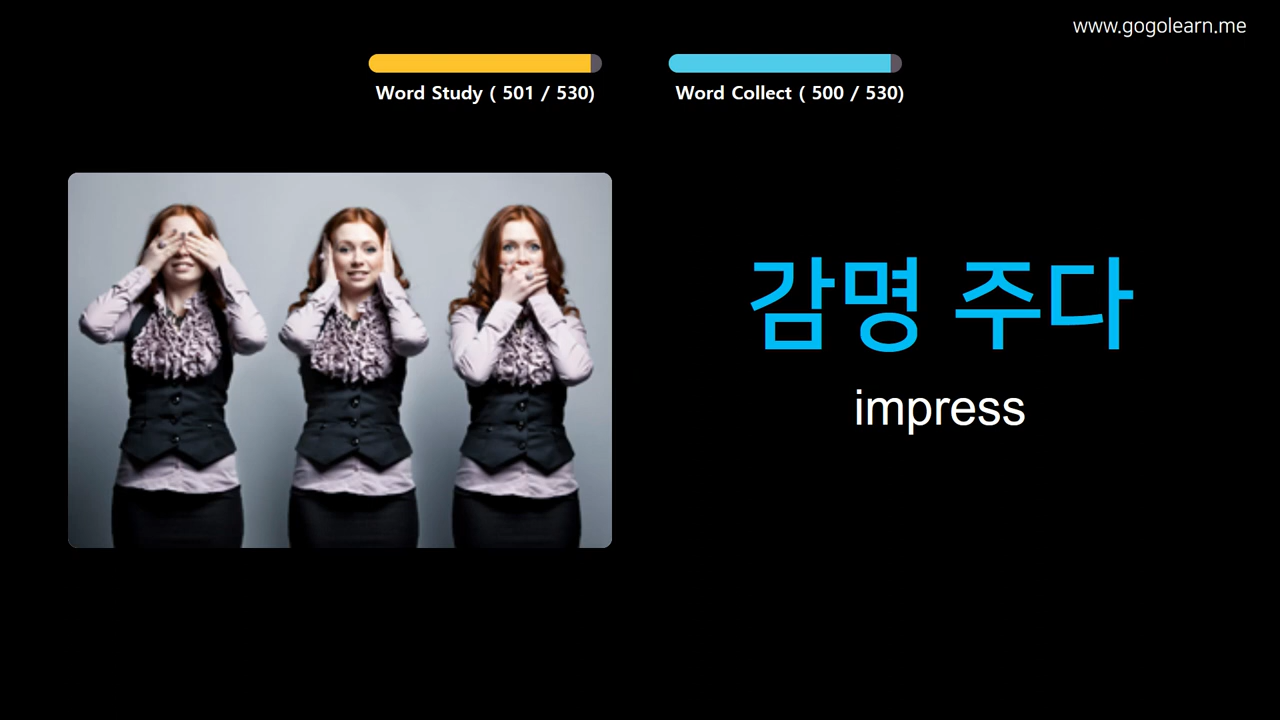 www.gogolearn.me
Word Study ( 501 / 530)
Word Collect ( 500 / 530)
감명 주다
impress